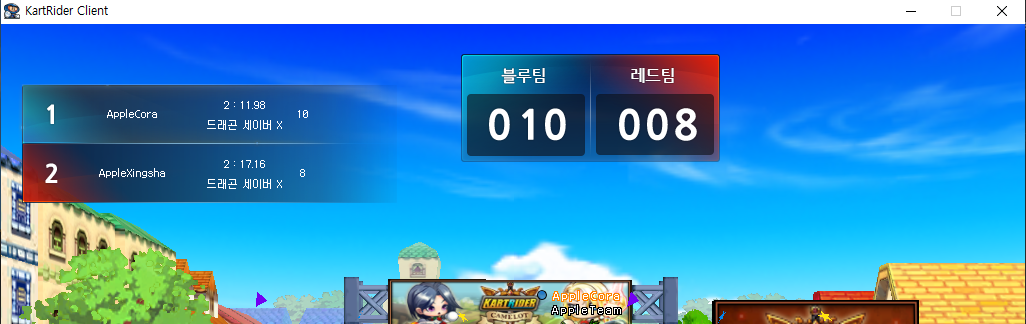 KartRider Client
블루팀 레드팀
010 008
1 AppleCora 2 : 11.98 10
드래곤 세이버 X
2 AppleXingsha 2 : 17.16 8
드래곤 세이버 X
KARTRIDER
CAMELOT
AppleCora
AppleTeam